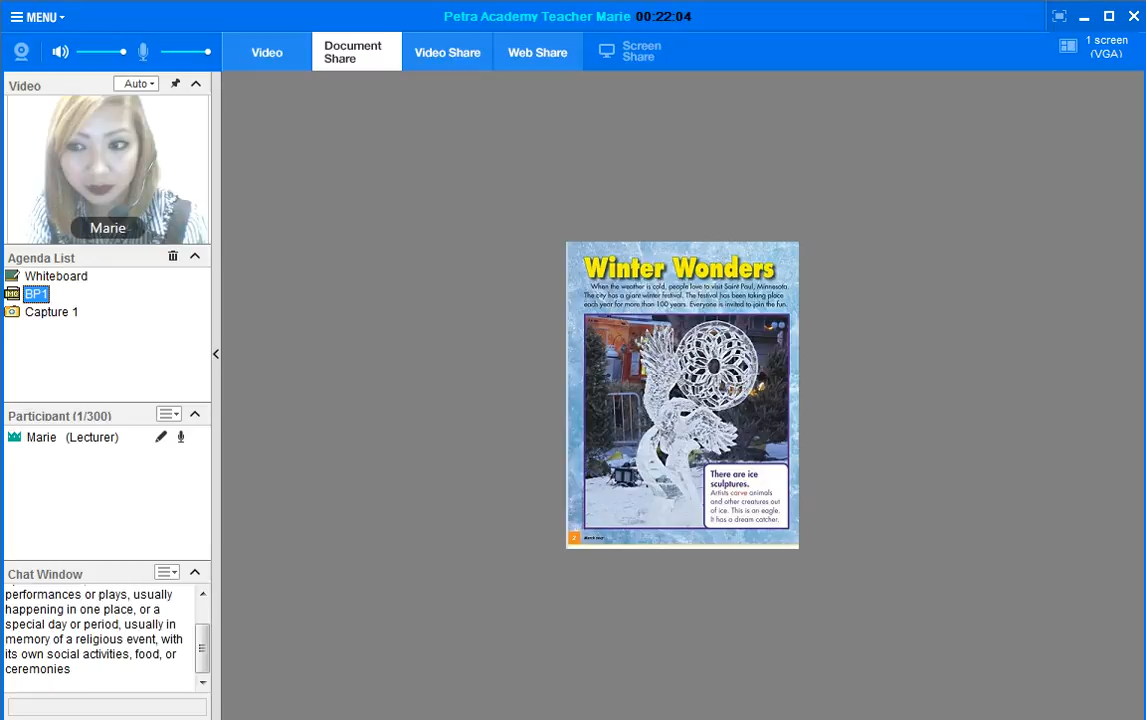 MENU
Petra Academy Teacher Marie 00:22:04
Video
Document
Share
Video Share
Web Share
Screen
Share
1 screen
(VGA)
Video
Auto
Marie
Agenda List
Whiteboard
BP1
Capture 1
Participant (1/300)
Marie (Lecturer)
Chat Window
performances or plays, usually
happening in one place, or a
special day or period, usually in
memory of a religious event, with
its own social activities, food, or
ceremonies
Winter Wonders
When the weather is cold, people love to visit Saint Paul, Minnesota.
The city has a giant winter festival. The festival has been taking place
each year for more than 100 years. Everyone is invited to join the fun.
There are ice
sculptures.
Artists carve animals
and other creatures out
of ice. This is an eagle.
It has a dream catcher.
2